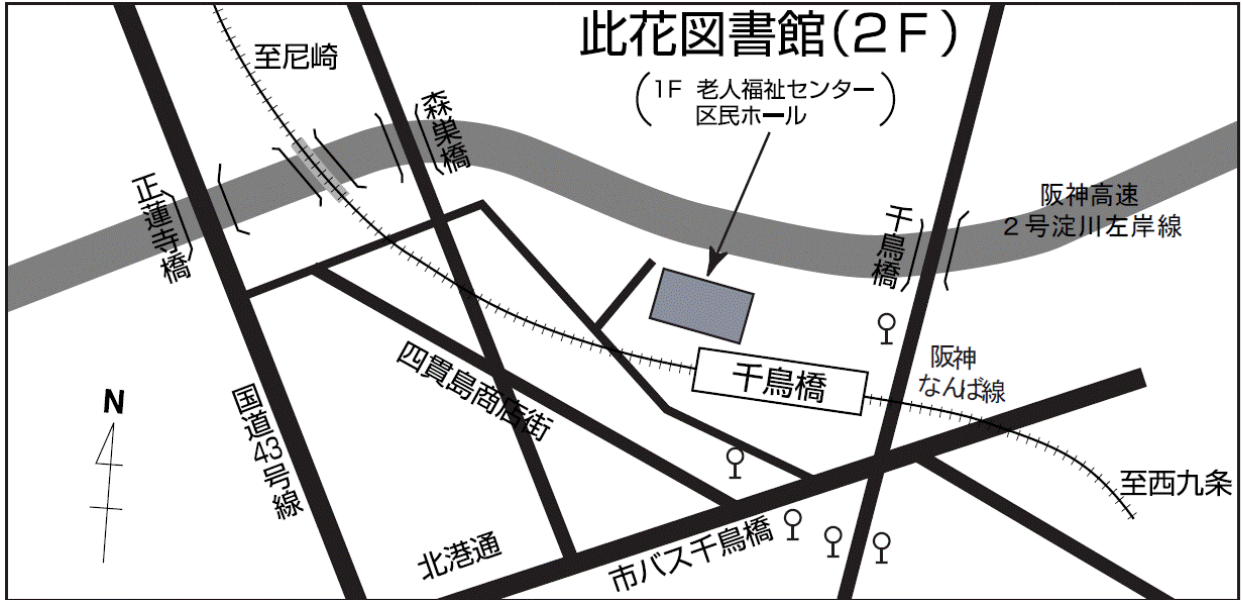 此花図書館(2F)
(1F 老人福祉センター
区民ホール)
至尼崎
森巣橋
正蓮寺橋
千鳥橋
阪神高速
2号淀川左岸線
阪神
なんば線
千鳥橋
四貫島商店街
N
国道43号線
至西九条
北港通
市バス千鳥橋